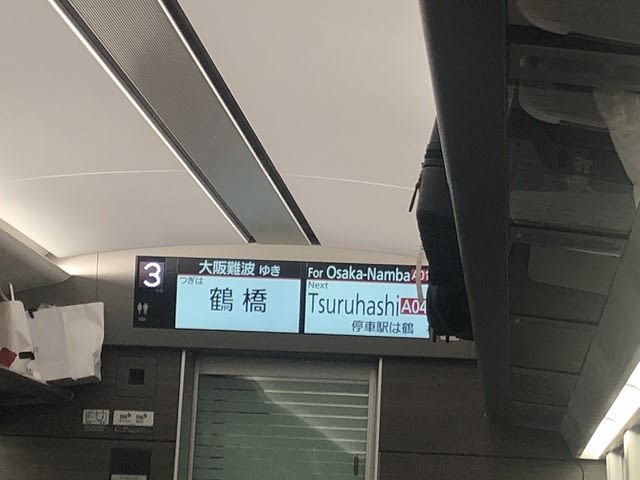 3
大阪難波 ゆき
つぎは
鶴橋
For Osaka-Namba A01
Next
Tsuruhashi A04
停車駅は鶴